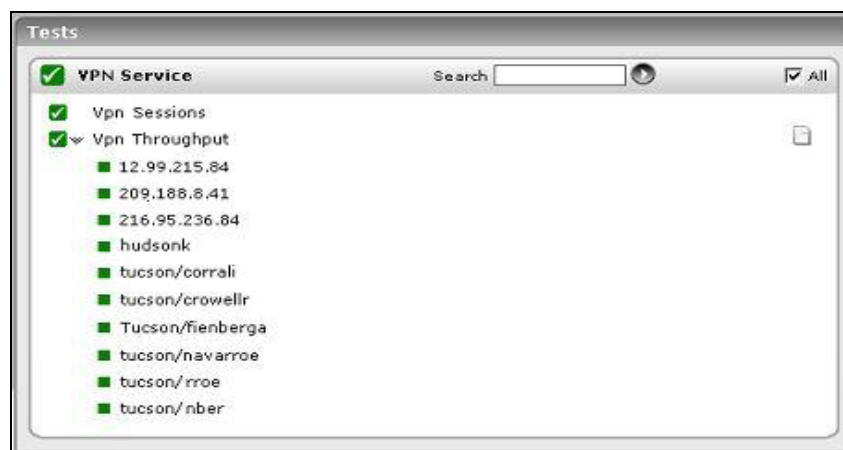 Tests
VPN Service Search All
Vpn Sessions
Vpn Throughput
12.99.215.84
209.188.8.41
216.95.236.84
hudsonk
tucson/corrali
tucson/crowellr
Tucson/fienberga
tucson/navarroe
tucson/rroe
tucson/nber